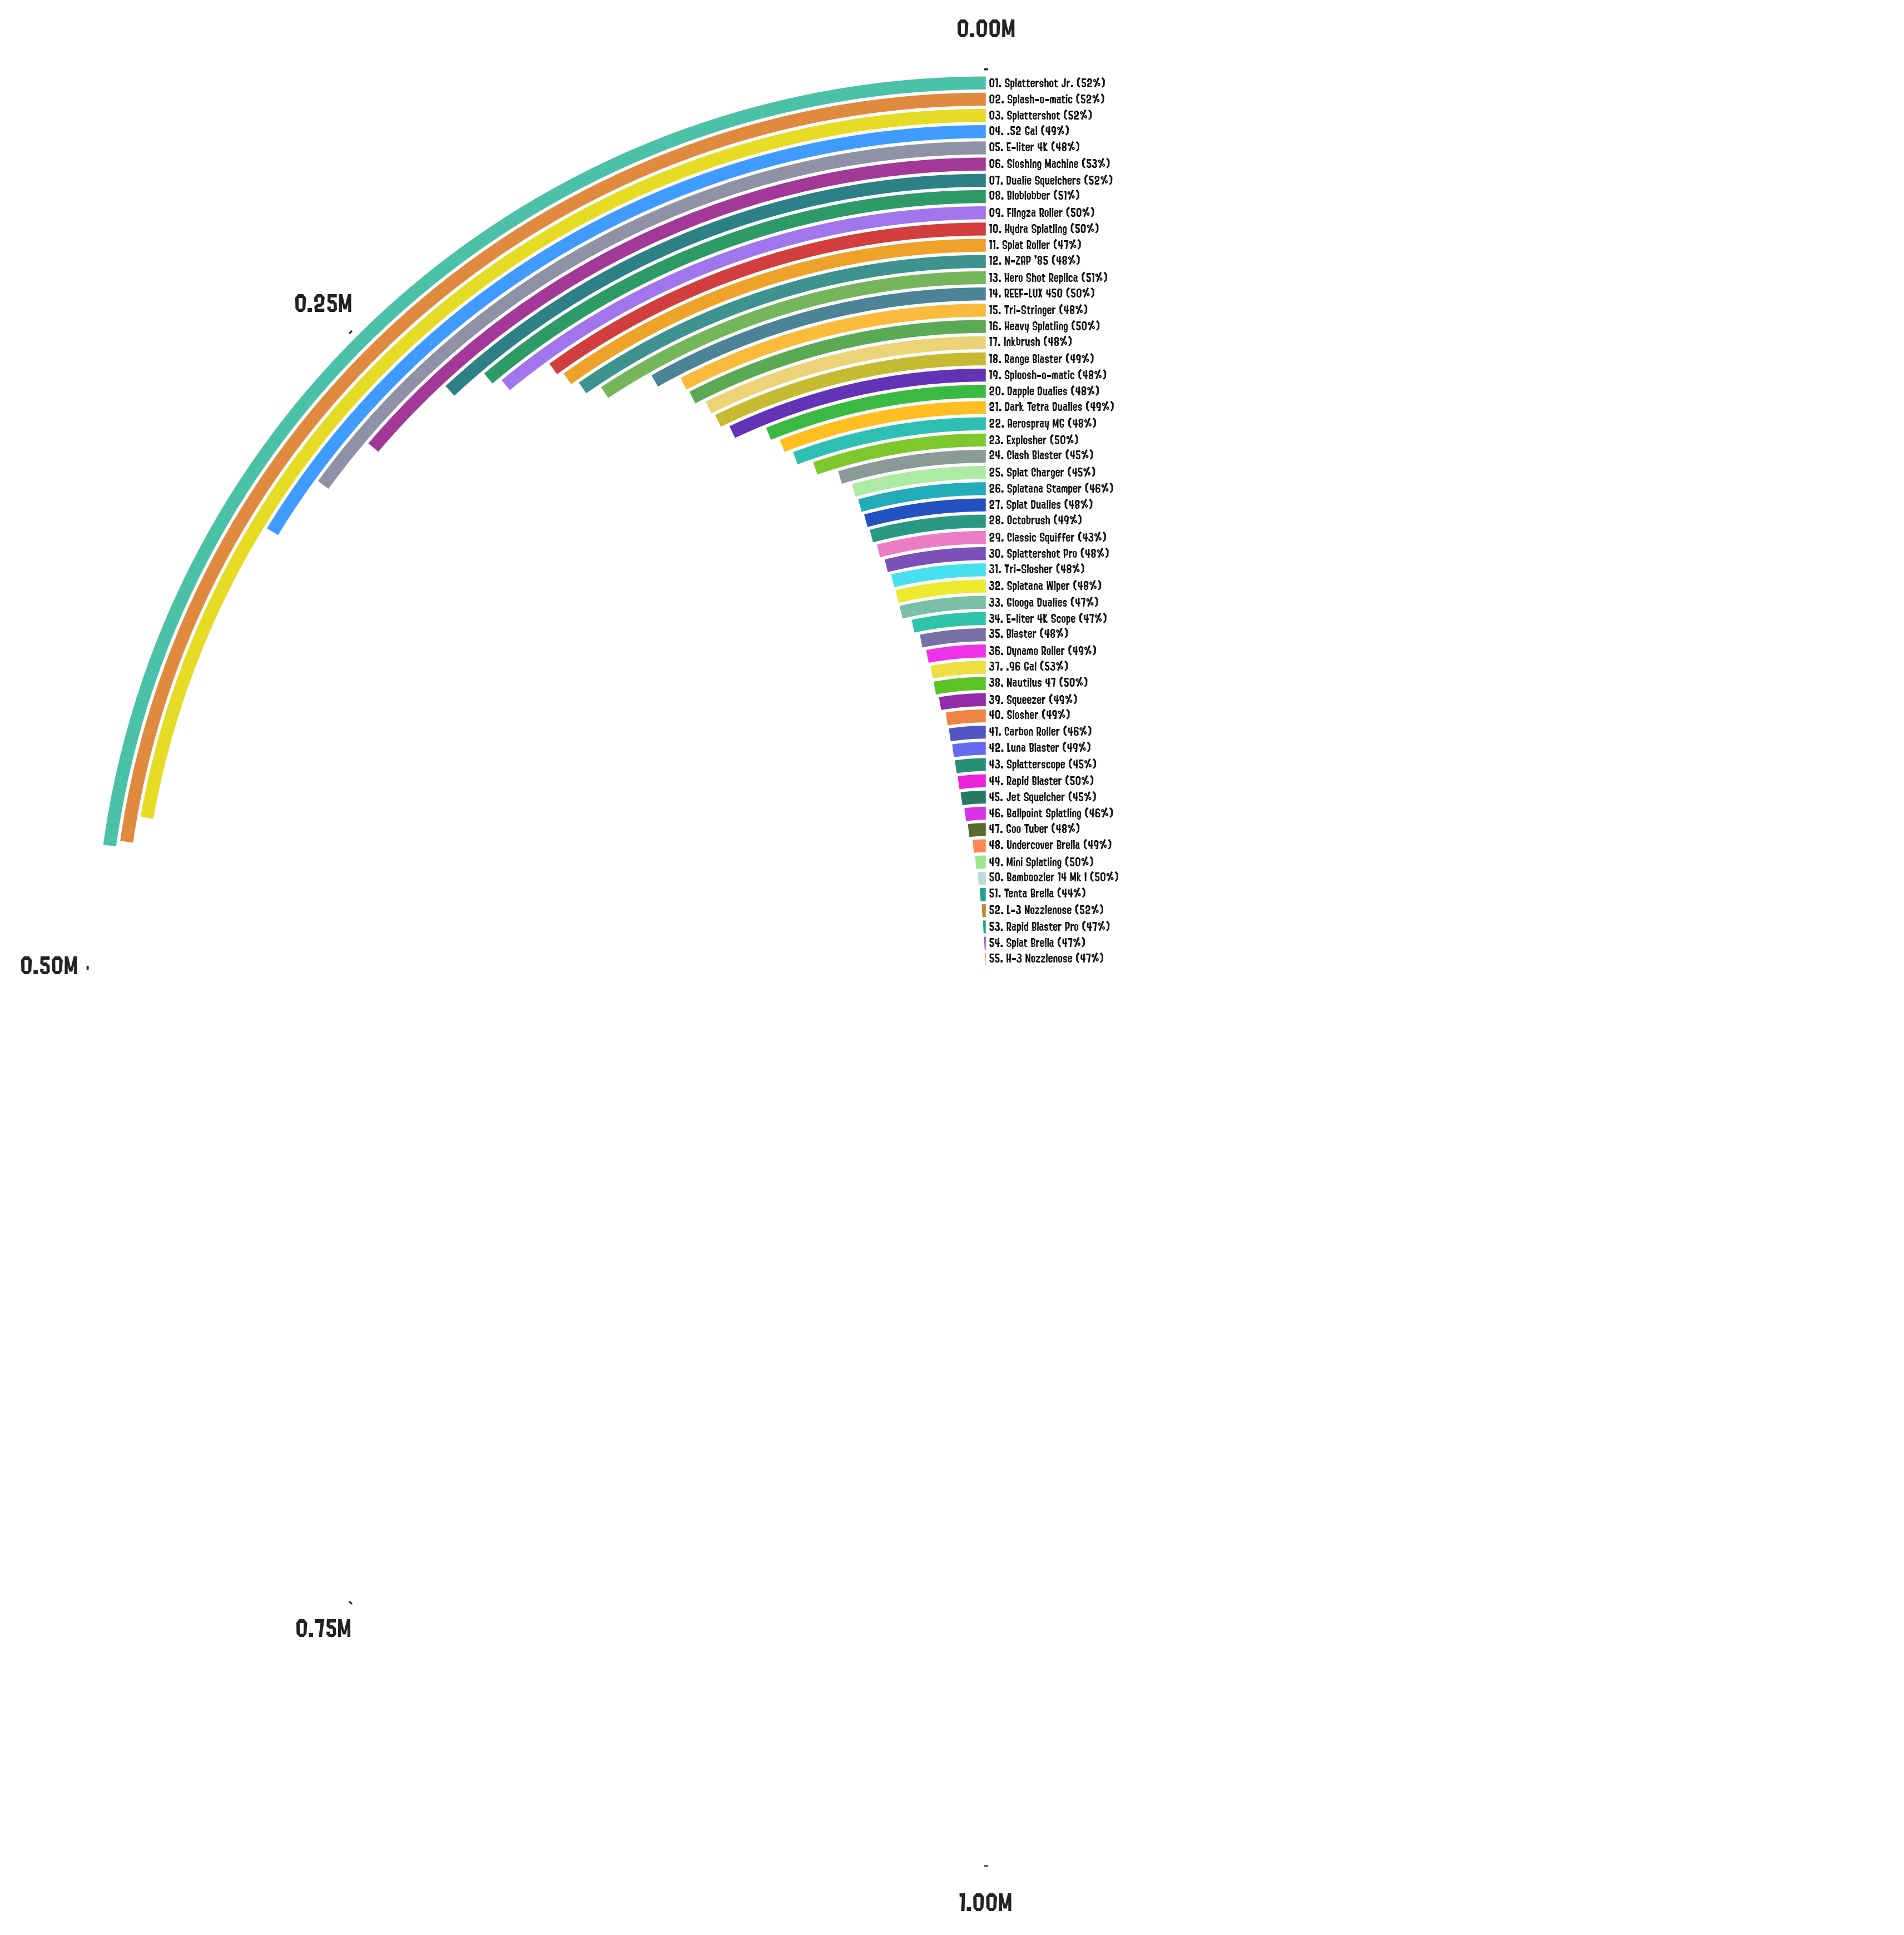 0.00M
01. Splattershot Jr. (52%)
02. Splash-o-matic (52%)
03. Splattershot (52%)
04. .52 Gal (49%)
05. E-liter 4K (48%)
06. Sloshing Machine (53%)
07. Dualie Squelchers (52%)
08. Bloblobber (51%)
09. Flingza Roller (50%)
10. Hydra Splatling (50%)
11. Splat Roller (47%)
12. N-ZAP '85 (48%)
13. Hero Shot Replica (51%)
14. REEF-LUX 450 (50%)
0.25M
15. Tri-Stringer (48%)
16. Heavy Splatling (50%)
17. Inkbrush (48%)
18. Range Blaster (49%)
19. Sploosh-o-matic (48%)
20. Dapple Dualies (48%)
21. Dark Tetra Dualies (49%)
22. Aerospray MG (48%)
23. Explosher (50%)
24. Clash Blaster (45%)
25. Splat Charger (45%)
26. Splatana Stamper (46%)
27. Splat Dualies (48%)
28. Octobrush (49%)
29. Classic Squiffer (43%)
30. Splattershot Pro (48%)
31. Tri-Slosher (48%)
32. Splatana Wiper (48%)
33. Glooga Dualies (47%)
34. E-liter 4K Scope (47%)
35. Blaster (48%)
36. Dynamo Roller (49%)
37. .96 Gal (53%)
38. Nautilus 47 (50%)
39. Squeezer (49%)
40. Slosher (49%)
41. Carbon Roller (46%)
42. Luna Blaster (49%)
43. Splatterscope (45%)
44. Rapid Blaster (50%)
45. Jet Squelcher (45%)
46. Ballpoint Splatling (46%)
47. Goo Tuber (48%)
48. Undercover Brella (49%)
49. Mini Splatling (50%)
50. Bamboozler 14 Mk I (50%)
51. Tenta Brella (44%)
52. L-3 Nozzlenose (52%)
53. Rapid Blaster Pro (47%)
54. Splat Brella (47%)
55. H-3 Nozzlenose (47%)
0.50M
0.75M
1.00M